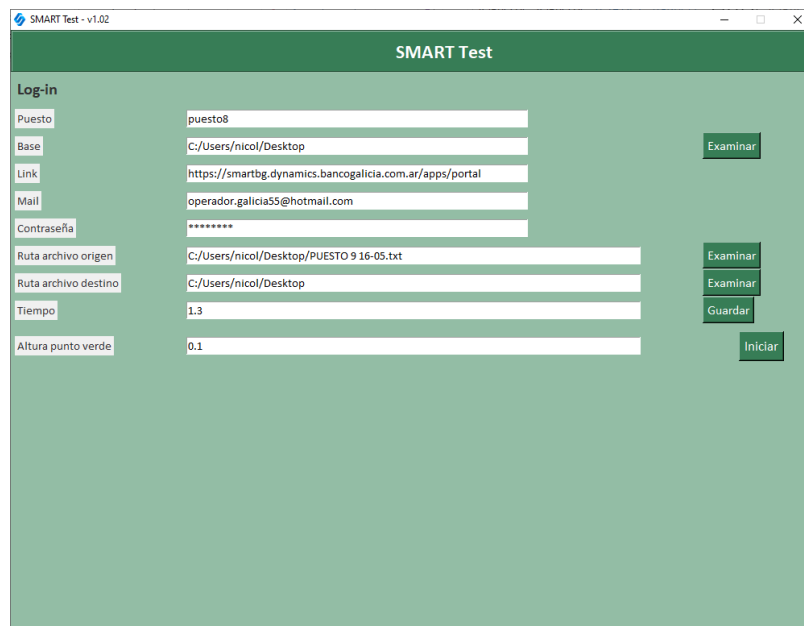 SMART Test - v1.02
SMART Test
Log-in
Puesto puesto8
Base C:/Users/nicol/Desktop Examinar
Link https://smartbg.dynamics.bancogalicia.com.ar/apps/portal
Mail operador.galicia55@hotmail.com
Contraseña ********
Ruta archivo origen C:/Users/nicol/Desktop/PUESTO 9 16-05.txt Examinar
Ruta archivo destino C:/Users/nicol/Desktop Examinar
Tiempo 1.3 Guardar
Altura punto verde 0.1 Iniciar